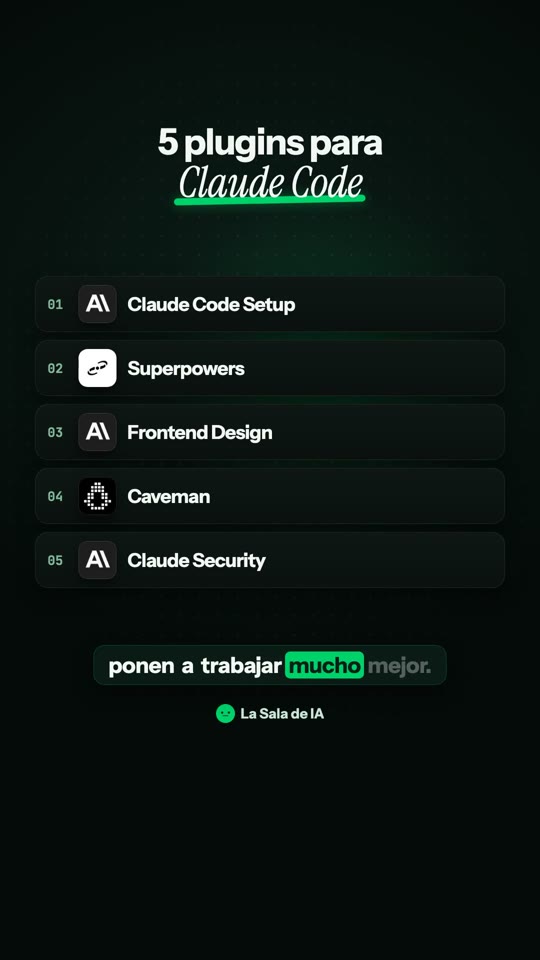 5 plugins para
Claude Code
01 A\ Claude Code Setup
02 Superpowers
03 A\ Frontend Design
04 Caveman
05 A\ Claude Security
ponen a trabajar mucho mejor.
La Sala de IA